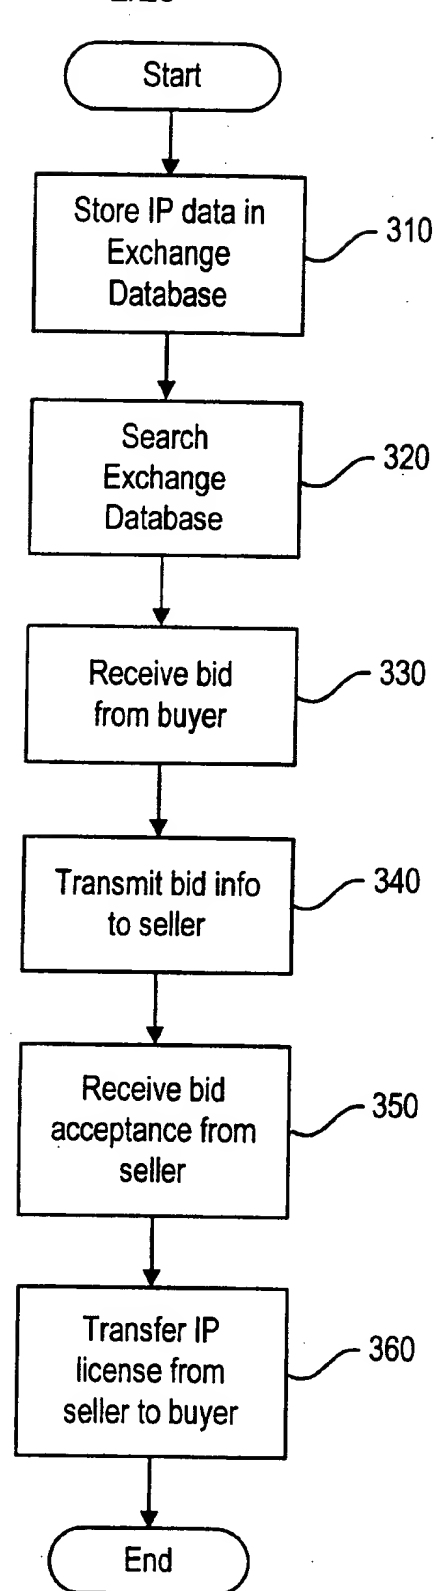 Start
Store IP data in
Exchange
Database
310
Search
Exchange
Database
320
Receive bid
from buyer
330
Transmit bid info
to seller
340
Receive bid
acceptance from
seller
350
Transfer IP
license from
seller to buyer
360
End